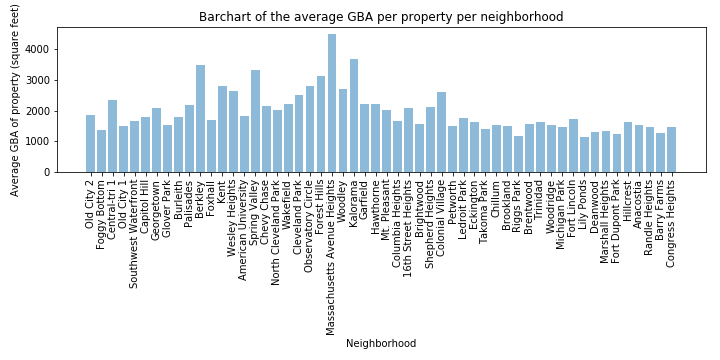 Barchart of the average GBA per property per neighborhood
Average GBA of property (square feet)
4000
3000
2000
1000
0
Old City 2
Foggy Bottom
Central-tri 1
Old City 1
Southwest Waterfront
Capitol Hill
Georgetown
Glover Park
Burleith
Palisades
Berkley
Foxhall
Kent
Wesley Heights
American University
Spring Valley
Chevy Chase
North Cleveland Park
Wakefield
Cleveland Park
Observatory Circle
Forest Hills
Massachusetts Avenue Heights
Woodley
Kalorama
Garfield
Hawthorne
Mt. Pleasant
Columbia Heights
16th Street Heights
Brightwood
Shepherd Heights
Colonial Village
Petworth
Ledroit Park
Eckington
Takoma Park
Chillum
Brookland
Riggs Park
Brentwood
Trinidad
Woodridge
Michigan Park
Fort Lincoln
Lily Ponds
Deanwood
Marshall Heights
Fort Dupont Park
Hillcrest
Anacostia
Randle Heights
Barry Farms
Congress Heights
Neighborhood